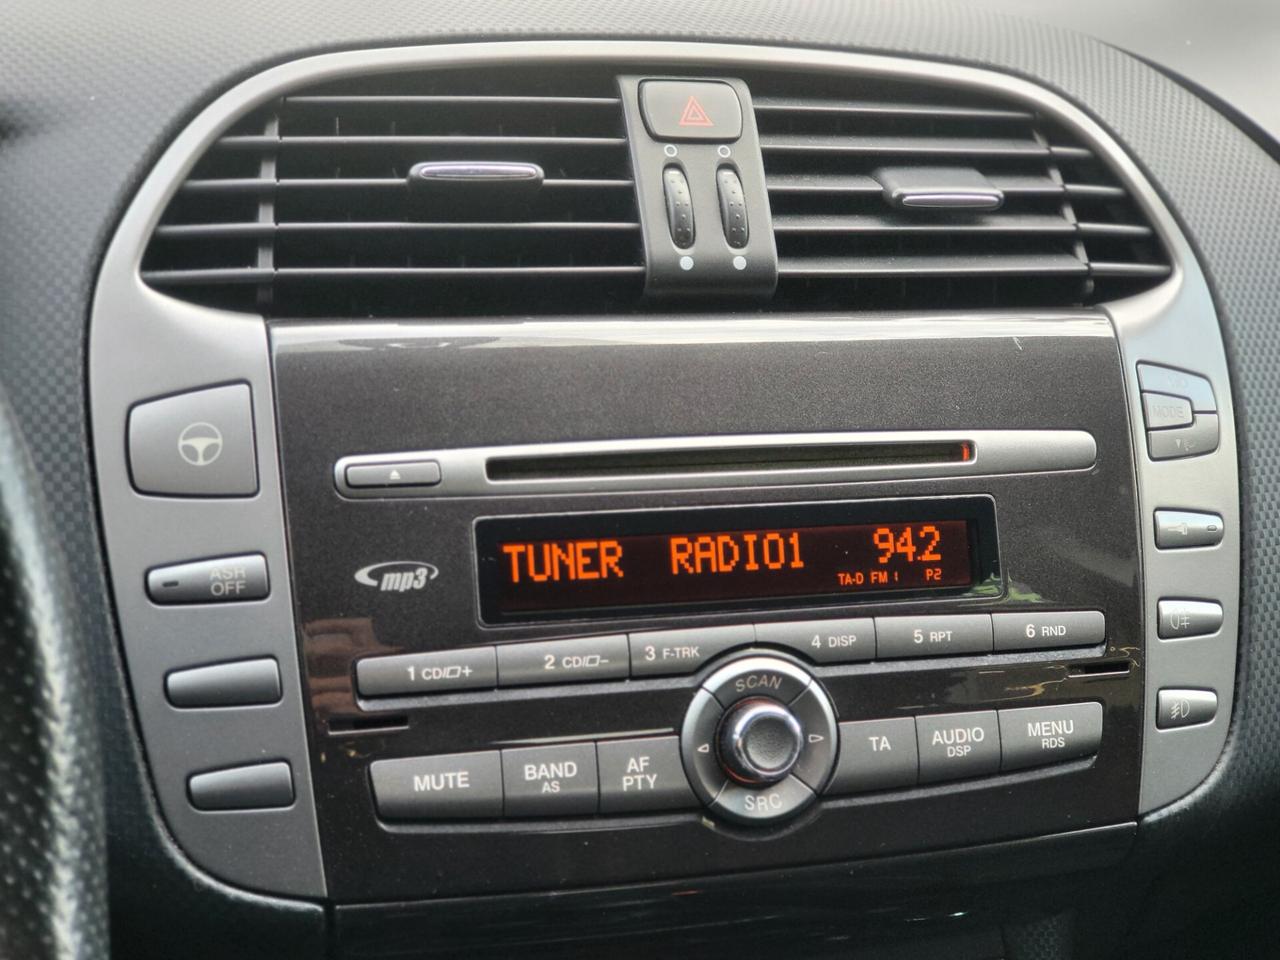 MODE
ASR
OFF
mp3
TUNER RADIO1 94.2
TA-D FM 1 P2
1 CD/ +
2 CD/ -
3 F-TRK
4 DISP
5 RPT
6 RND
SCAN
MUTE
BAND
AS
AF
PTY
SRC
TA
AUDIO
DSP
MENU
RDS